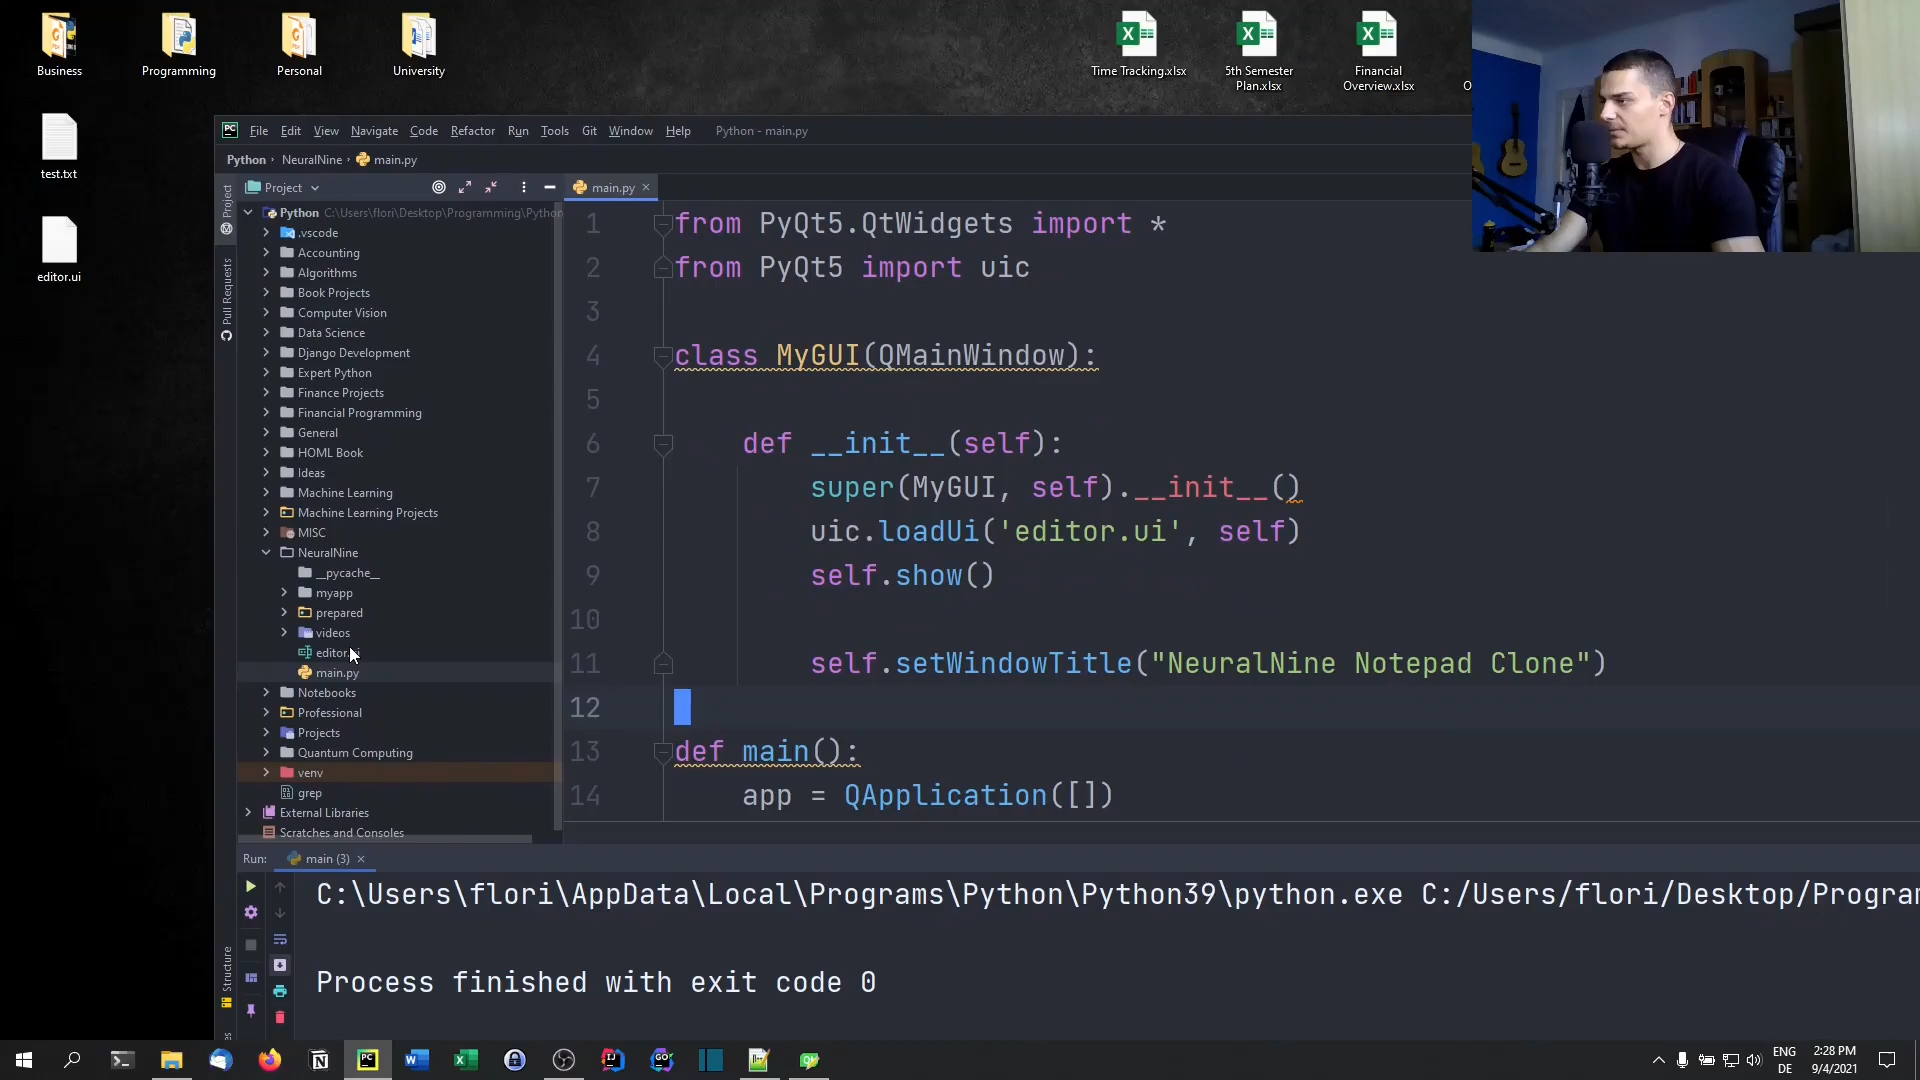 Business
Programming
Personal
University
Time Tracking.xlsx
5th Semester
Plan.xlsx
Financial
Overview.xlsx
test.txt
editor.ui
PC
File Edit View Navigate Code Refactor Run Tools Git Window Help Python - main.py
Python › NeuralNine › main.py
Project
main.py
Project
Pull Requests
Structure
Python C:\Users\flori\Desktop\Programming\Python
.vscode
Accounting
Algorithms
Book Projects
Computer Vision
Data Science
Django Development
Expert Python
Finance Projects
Financial Programming
General
HOML Book
Ideas
Machine Learning
Machine Learning Projects
MISC
NeuralNine
__pycache__
myapp
prepared
videos
editor.ui
main.py
Notebooks
Professional
Projects
Quantum Computing
venv
grep
External Libraries
Scratches and Consoles
1 from PyQt5.QtWidgets import *
2 from PyQt5 import uic
3
4 class MyGUI(QMainWindow):
5
6 def __init__(self):
7 super(MyGUI, self).__init__()
8 uic.loadUi('editor.ui', self)
9 self.show()
10
11 self.setWindowTitle("NeuralNine Notepad Clone")
12
13 def main():
14 app = QApplication([])
Run: main (3)
C:\Users\flori\AppData\Local\Programs\Python\Python39\python.exe C:/Users/flori/Desktop/Program
Process finished with exit code 0
ENG
DE
2:28 PM
9/4/2021